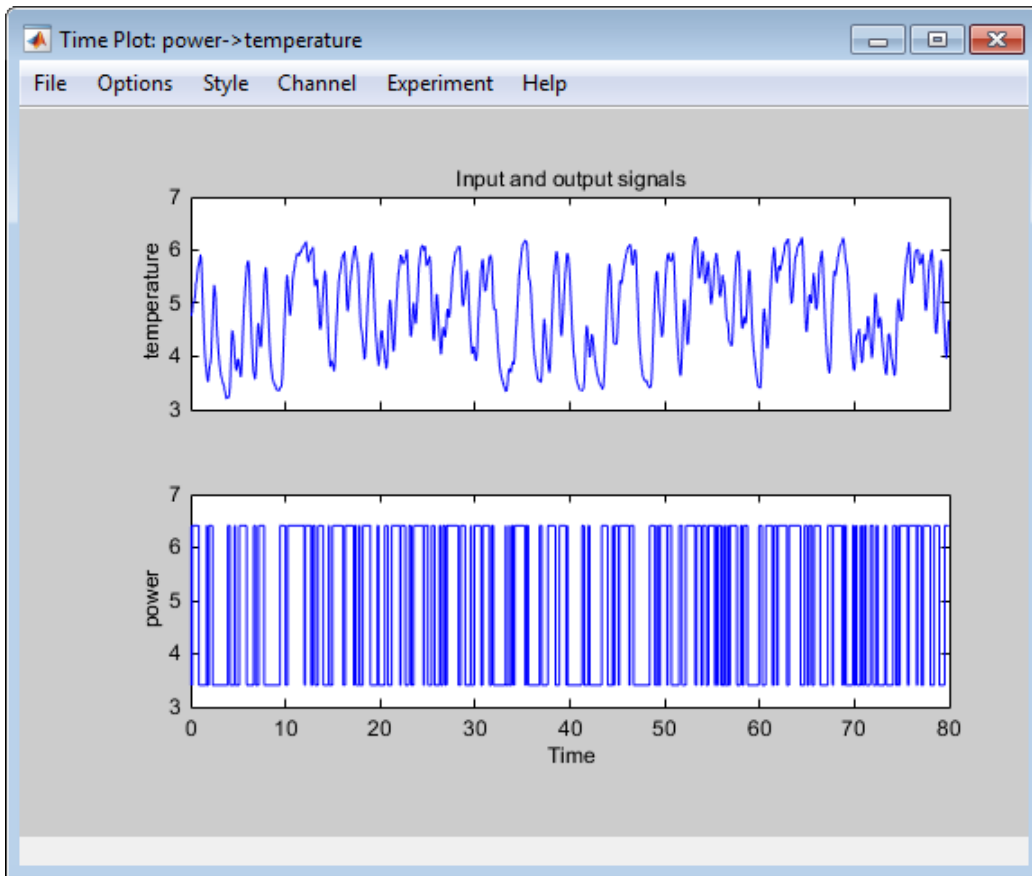 Time Plot: power->temperature
File Options Style Channel Experiment Help
Input and output signals
7
6
5
4
3
temperature
7
6
5
4
3
power
0 10 20 30 40 50 60 70 80
Time